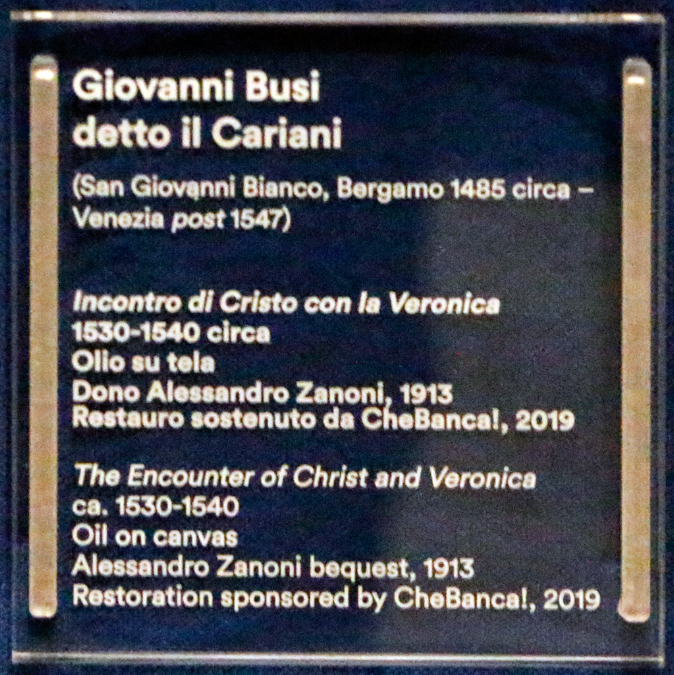 Giovanni Busi
detto il Cariani
(San Giovanni Bianco, Bergamo 1485 circa –
Venezia post 1547)
Incontro di Cristo con la Veronica
1530-1540 circa
Olio su tela
Dono Alessandro Zanoni, 1913
Restauro sostenuto da CheBanca!, 2019
The Encounter of Christ and Veronica
ca. 1530-1540
Oil on canvas
Alessandro Zanoni bequest, 1913
Restoration sponsored by CheBanca!, 2019